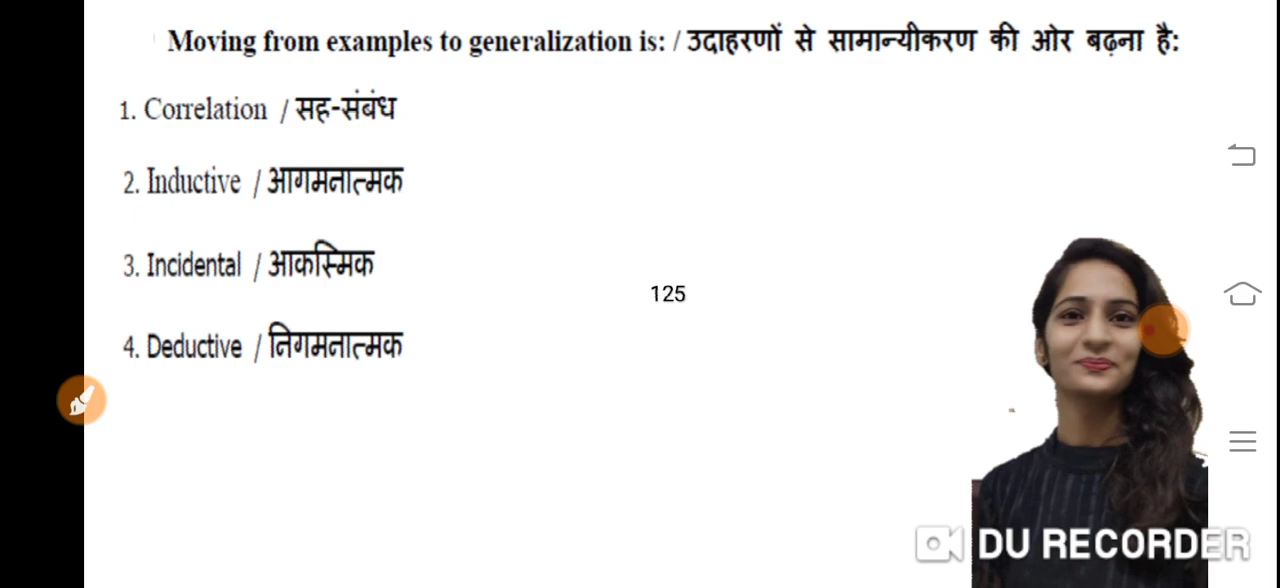 Moving from examples to generalization is: / उदाहरणों से सामान्यीकरण की ओर बढ़ना है:
1. Correlation / सह-संबंध
2. Inductive / आगमनात्मक
3. Incidental / आकस्मिक
125
4. Deductive / निगमनात्मक
DU RECORDER